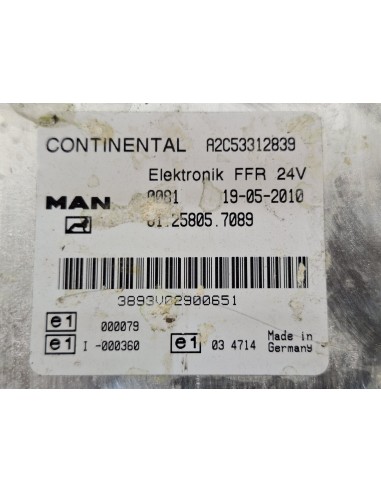 CONTINENTAL A2C53312839
Elektronik FFR 24V
MAN 0081 19-05-2010
81.25805.7089
3893VC2900651
e1 000079
e1 I -000360 e1 03 4714 Made in
Germany